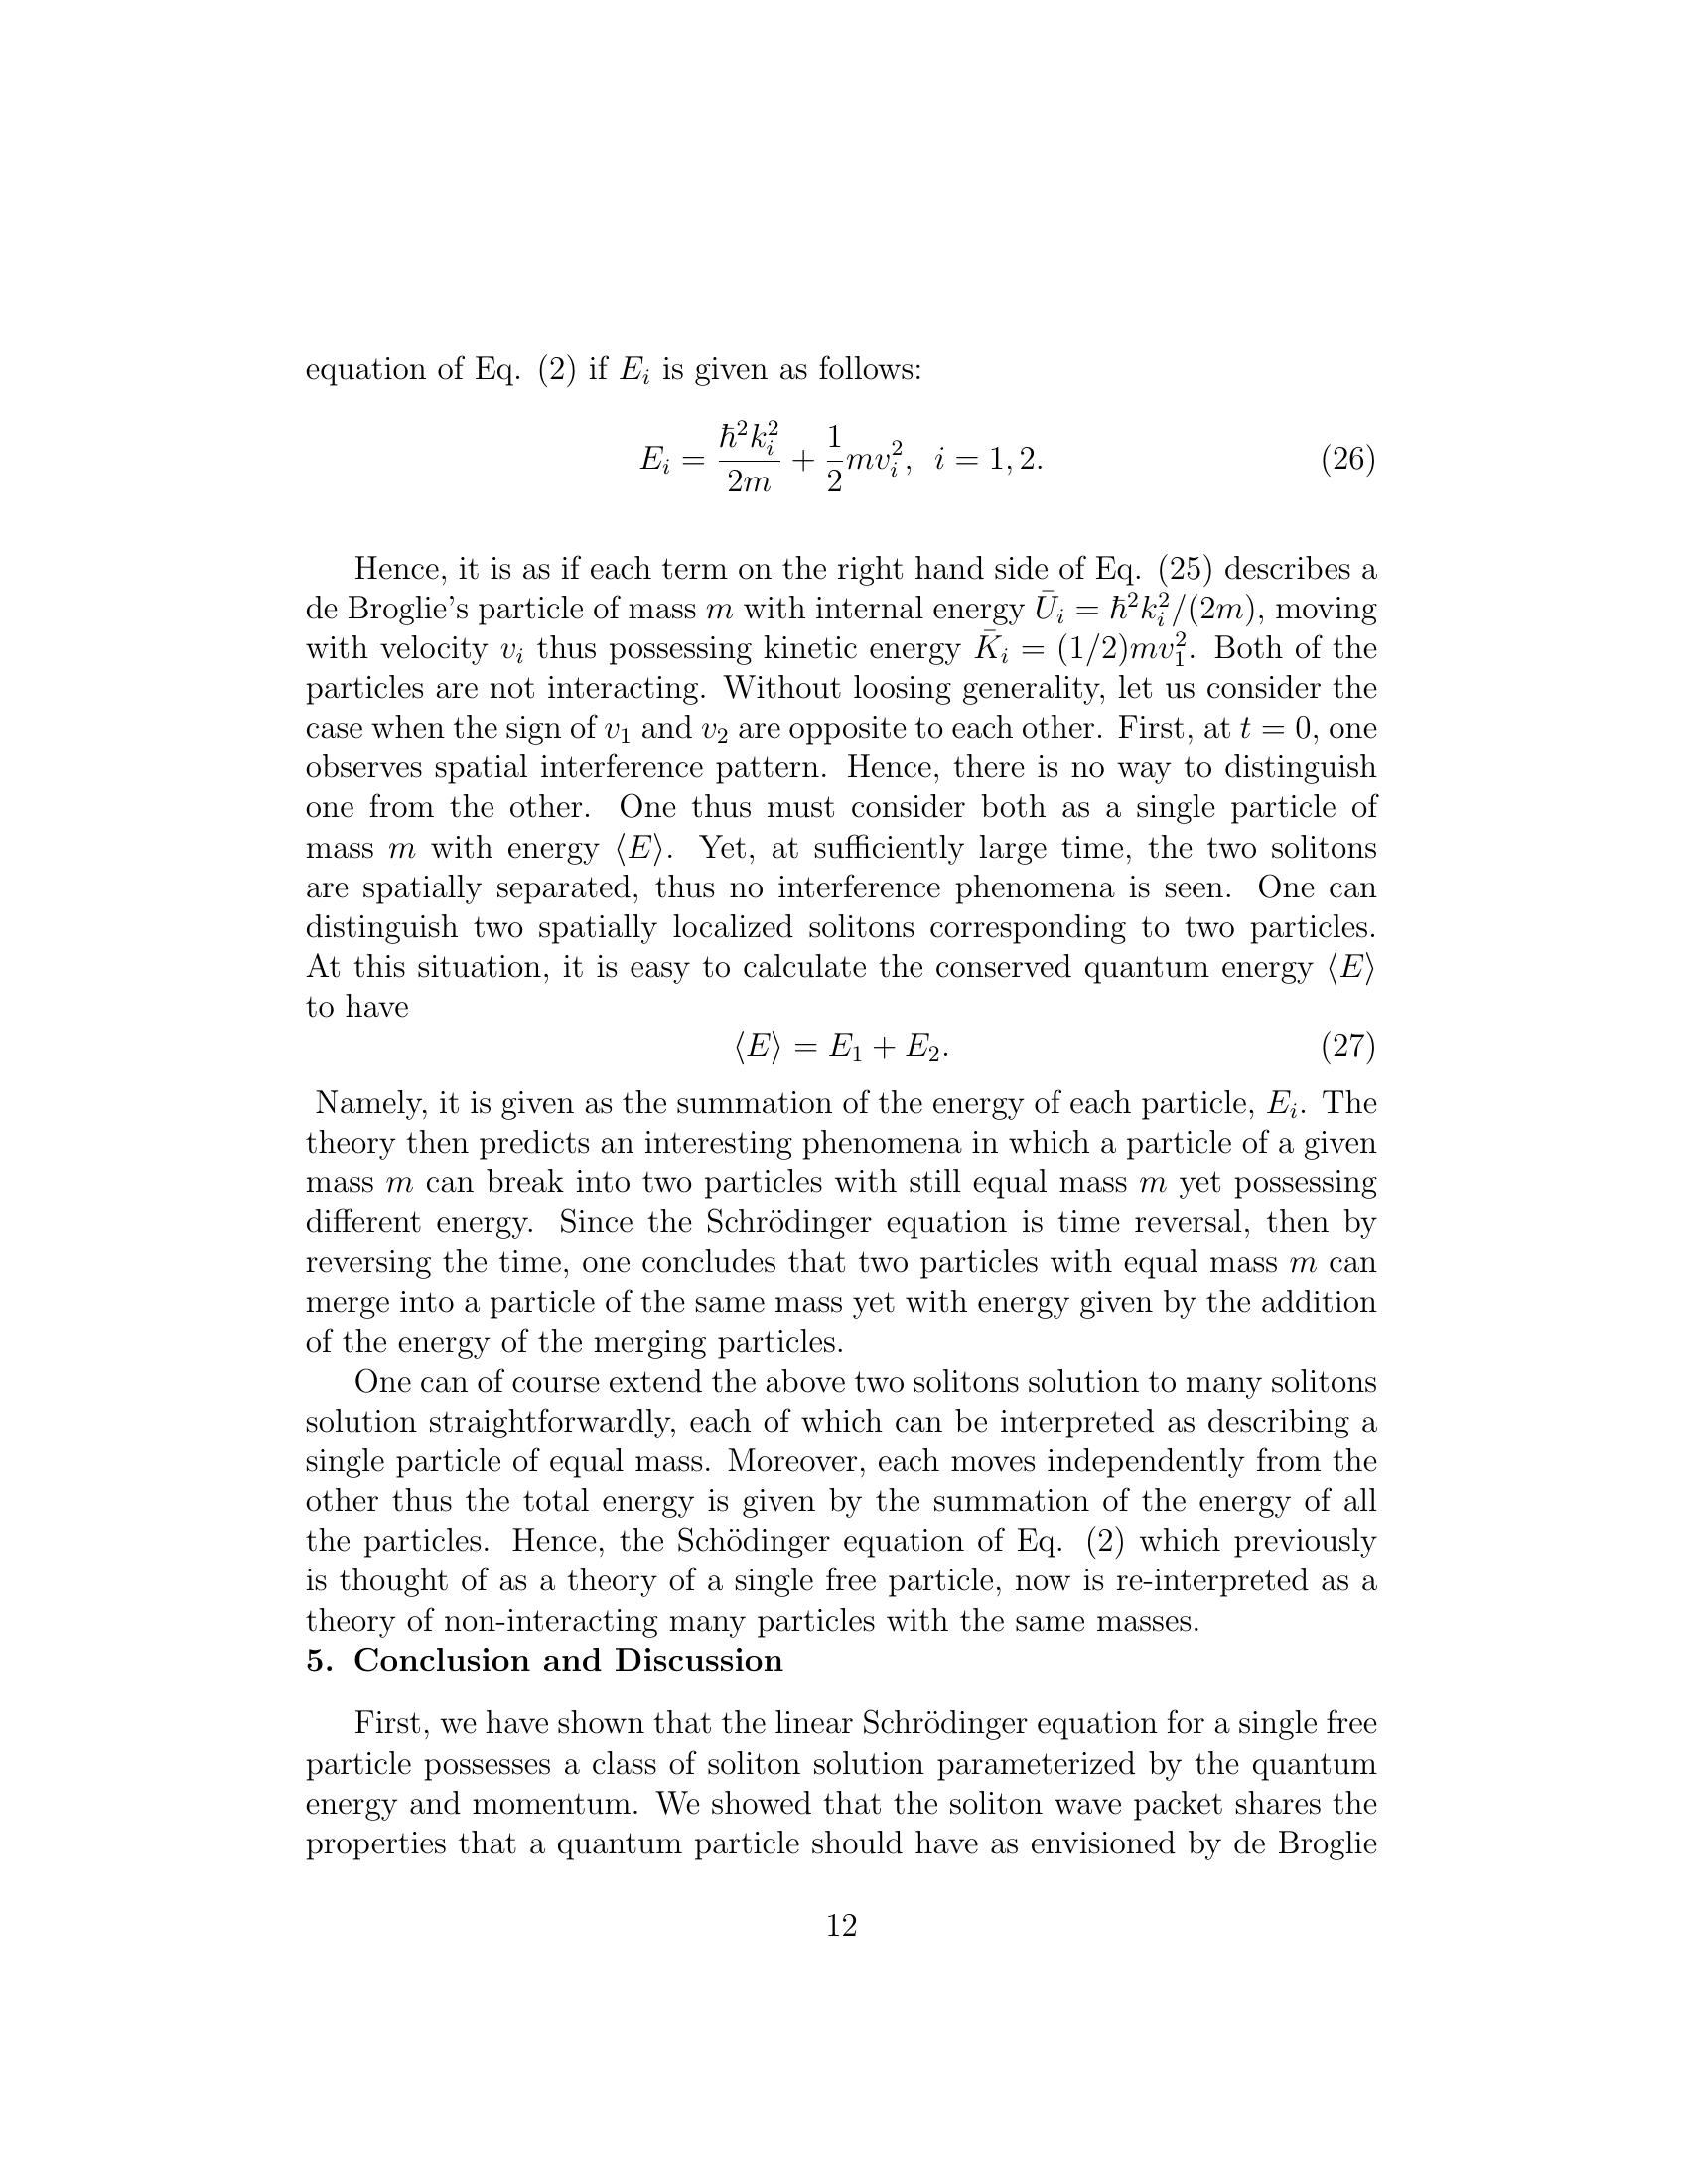 equation of Eq. (2) if $E_i$ is given as follows:
$$E_i = \frac{\hbar^2 k_i^2}{2m} + \frac{1}{2}mv_i^2, \ i = 1, 2. \quad (26)$$
Hence, it is as if each term on the right hand side of Eq. (25) describes a
de Broglie's particle of mass $m$ with internal energy $\bar{U}_i = \hbar^2 k_i^2/(2m)$, moving
with velocity $v_i$ thus possessing kinetic energy $\bar{K}_i = (1/2)mv_1^2$. Both of the
particles are not interacting. Without loosing generality, let us consider the
case when the sign of $v_1$ and $v_2$ are opposite to each other. First, at $t = 0$, one
observes spatial interference pattern. Hence, there is no way to distinguish
one from the other. One thus must consider both as a single particle of
mass $m$ with energy $\langle E \rangle$. Yet, at sufficiently large time, the two solitons
are spatially separated, thus no interference phenomena is seen. One can
distinguish two spatially localized solitons corresponding to two particles.
At this situation, it is easy to calculate the conserved quantum energy $\langle E \rangle$
to have
$$\langle E \rangle = E_1 + E_2. \quad (27)$$
Namely, it is given as the summation of the energy of each particle, $E_i$. The
theory then predicts an interesting phenomena in which a particle of a given
mass $m$ can break into two particles with still equal mass $m$ yet possessing
different energy. Since the Schrödinger equation is time reversal, then by
reversing the time, one concludes that two particles with equal mass $m$ can
merge into a particle of the same mass yet with energy given by the addition
of the energy of the merging particles.
One can of course extend the above two solitons solution to many solitons
solution straightforwardly, each of which can be interpreted as describing a
single particle of equal mass. Moreover, each moves independently from the
other thus the total energy is given by the summation of the energy of all
the particles. Hence, the Schödinger equation of Eq. (2) which previously
is thought of as a theory of a single free particle, now is re-interpreted as a
theory of non-interacting many particles with the same masses.
5. Conclusion and Discussion
First, we have shown that the linear Schrödinger equation for a single free
particle possesses a class of soliton solution parameterized by the quantum
energy and momentum. We showed that the soliton wave packet shares the
properties that a quantum particle should have as envisioned by de Broglie
12